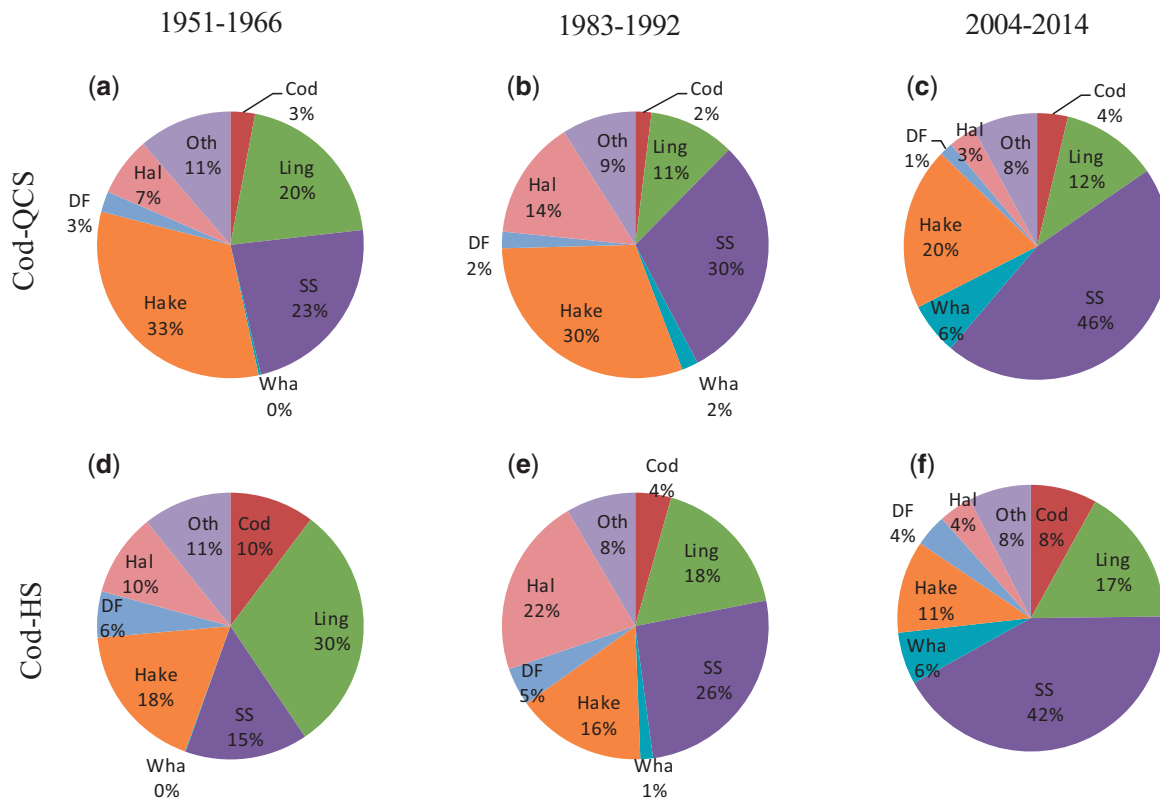 1951-1966
1983-1992
2004-2014
Cod-QCS
(a)
Cod
3%
Ling
20%
SS
23%
Wha
0%
Hake
33%
DF
3%
Hal
7%
Oth
11%
(b)
Cod
2%
Ling
11%
SS
30%
Wha
2%
Hake
30%
DF
2%
Hal
14%
Oth
9%
(c)
Cod
4%
Ling
12%
SS
46%
Wha
6%
Hake
20%
DF
1%
Hal
3%
Oth
8%
Cod-HS
(d)
Cod
10%
Ling
30%
SS
15%
Wha
0%
Hake
18%
DF
6%
Hal
10%
Oth
11%
(e)
Cod
4%
Ling
18%
SS
26%
Wha
1%
Hake
16%
DF
5%
Hal
22%
Oth
8%
(f)
Cod
8%
Ling
17%
SS
42%
Wha
6%
Hake
11%
DF
4%
Hal
4%
Oth
8%